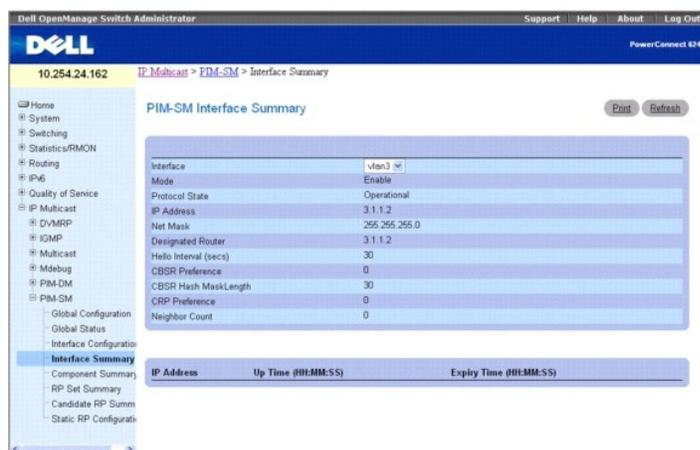 Dell OpenManage Switch Administrator Support Help About Log Out
DELL
PowerConnect 624
10.254.24.162
IP Multicast > PIM-SM > Interface Summary
Home
System
Switching
Statistics/RMON
Routing
IPv6
Quality of Service
IP Multicast
DVMRP
IGMP
Multicast
Mdebug
PIM-DM
PIM-SM
Global Configuration
Global Status
Interface Configuration
Interface Summary
Component Summary
RP Set Summary
Candidate RP Summ
Static RP Configurati
PIM-SM Interface Summary
Print Refresh
Interface vlan3
Mode Enable
Protocol State Operational
IP Address 3.1.1.2
Net Mask 255.255.255.0
Designated Router 3.1.1.2
Hello Interval (secs) 30
CBSR Preference 0
CBSR Hash MaskLength 30
CRP Preference 0
Neighbor Count 0
IP Address Up Time (HH:MM:SS) Expiry Time (HH:MM:SS)